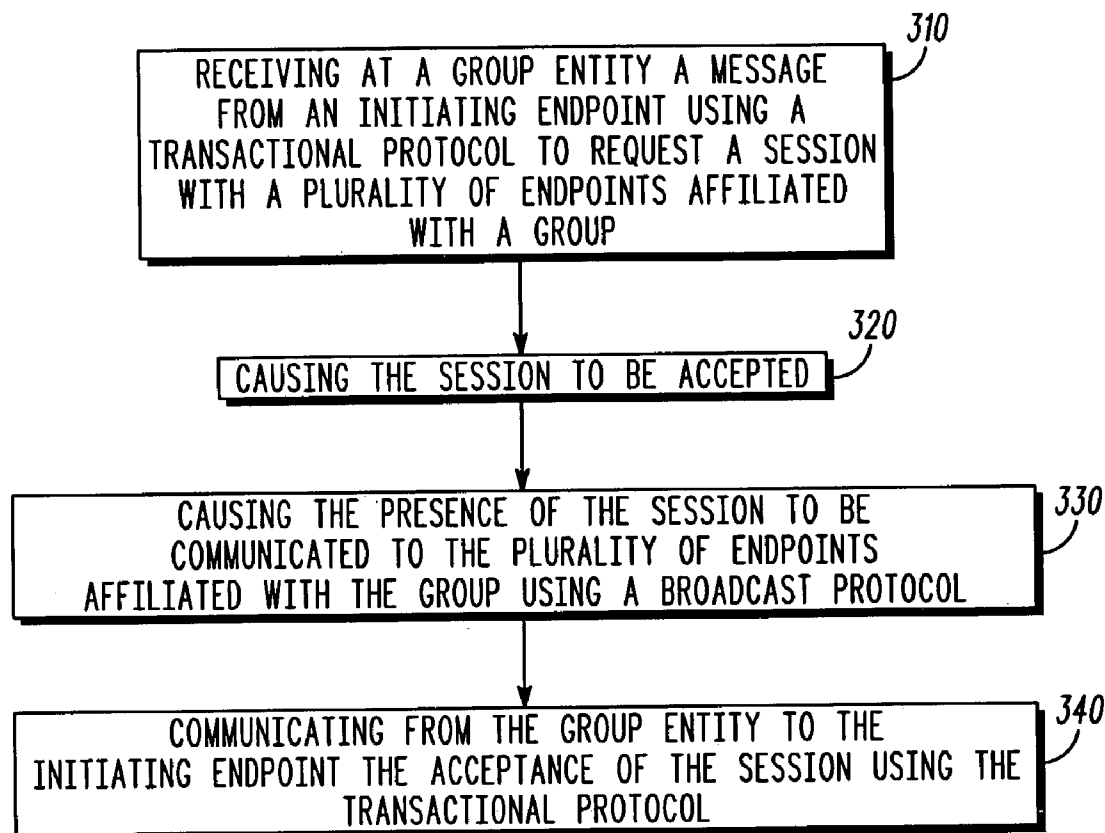 310
RECEIVING AT A GROUP ENTITY A MESSAGE
FROM AN INITIATING ENDPOINT USING A
TRANSACTIONAL PROTOCOL TO REQUEST A SESSION
WITH A PLURALITY OF ENDPOINTS AFFILIATED
WITH A GROUP
320
CAUSING THE SESSION TO BE ACCEPTED
330
CAUSING THE PRESENCE OF THE SESSION TO BE
COMMUNICATED TO THE PLURALITY OF ENDPOINTS
AFFILIATED WITH THE GROUP USING A BROADCAST PROTOCOL
340
COMMUNICATING FROM THE GROUP ENTITY TO THE
INITIATING ENDPOINT THE ACCEPTANCE OF THE SESSION USING THE
TRANSACTIONAL PROTOCOL